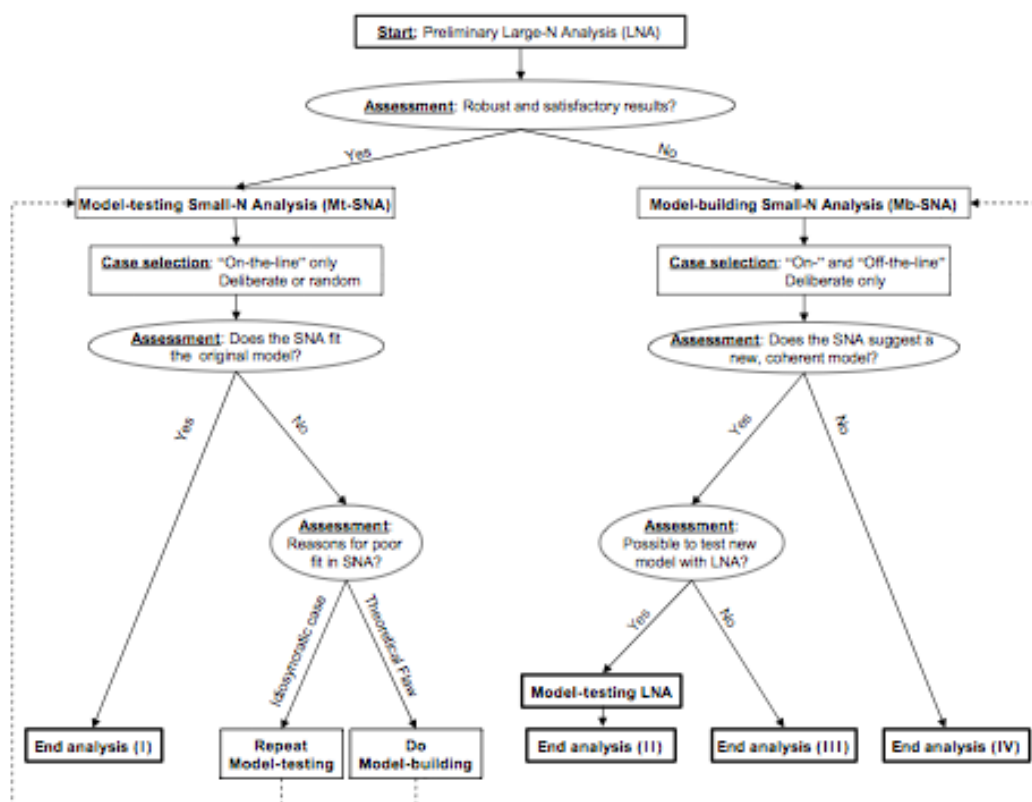 Start: Preliminary Large-N Analysis (LNA)
Assessment: Robust and satisfactory results?
Yes
No
Model-testing Small-N Analysis (Mt-SNA)
Model-building Small-N Analysis (Mb-SNA)
Case selection: "On-the-line" only
Deliberate or random
Case selection: "On-" and "Off-the-line"
Deliberate only
Assessment: Does the SNA fit
the original model?
Assessment: Does the SNA suggest a
new, coherent model?
Yes
No
Yes
No
Assessment:
Reasons for poor
fit in SNA?
Assessment:
Possible to test new
model with LNA?
Idiosyncratic case
Theoretical Flaw
Yes
No
Model-testing LNA
End analysis (I)
Repeat
Model-testing
Do
Model-building
End analysis (II)
End analysis (III)
End analysis (IV)